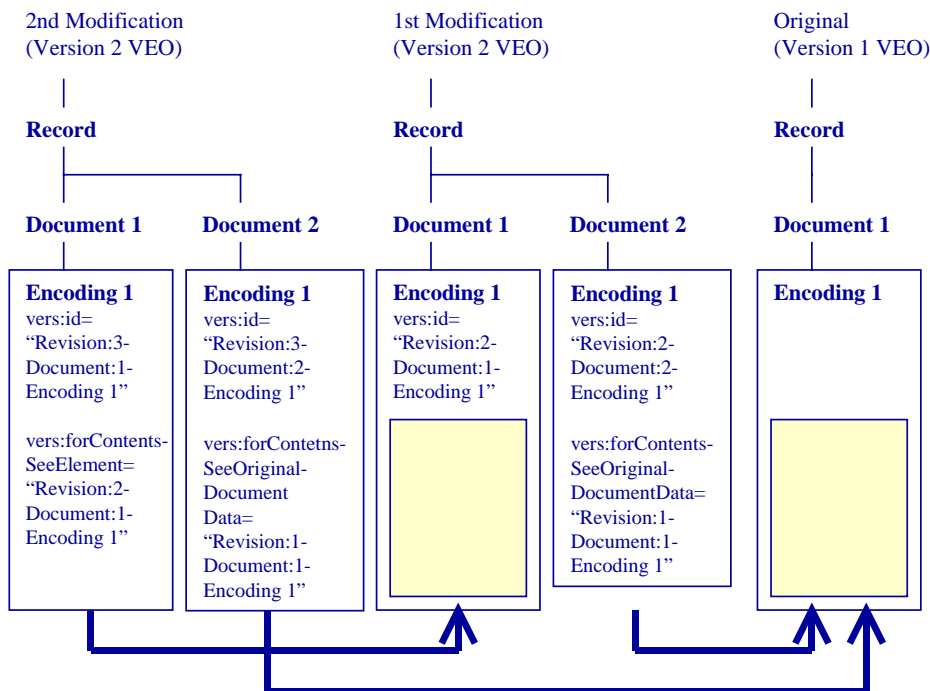 2nd Modification
(Version 2 VEO)
1st Modification
(Version 2 VEO)
Original
(Version 1 VEO)
Record
Record
Record
Document 1
Document 2
Document 1
Document 2
Document 1
Encoding 1
vers:id=
“Revision:3-
Document:1-
Encoding 1”
vers:forContents-
SeeElement=
“Revision:2-
Document:1-
Encoding 1”
Encoding 1
vers:id=
“Revision:3-
Document:2-
Encoding 1”
vers:forContetns-
SeeOriginal-
Document
Data=
“Revision:1-
Document:1-
Encoding 1”
Encoding 1
vers:id=
“Revision:2-
Document:1-
Encoding 1”
Encoding 1
vers:id=
“Revision:2-
Document:2-
Encoding 1”
vers:forContents-
SeeOriginal-
DocumentData=
“Revision:1-
Document:1-
Encoding 1”
Encoding 1